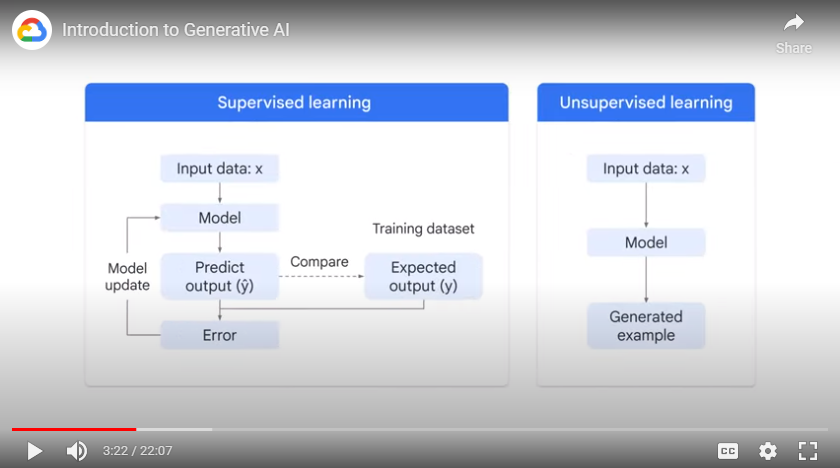 Introduction to Generative AI
Share
Supervised learning
Input data: x
Model
Predict
output (ŷ)
Compare
Training dataset
Expected
output (y)
Model
update
Error
Unsupervised learning
Input data: x
Model
Generated
example
3:22 / 22:07
CC